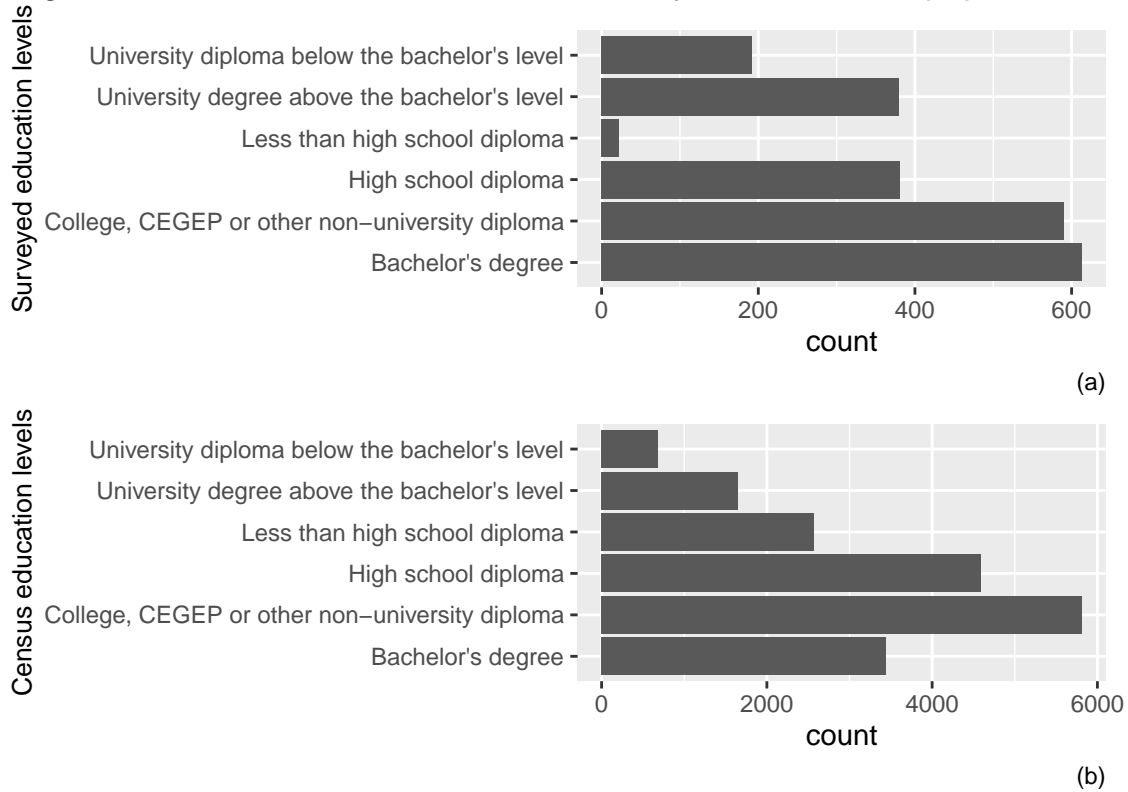 Surveyed education levels
University diploma below the bachelor's level
University degree above the bachelor's level
Less than high school diploma
High school diploma
College, CEGEP or other non−university diploma
Bachelor's degree
0 200 400 600
count
(a)
Census education levels
University diploma below the bachelor's level
University degree above the bachelor's level
Less than high school diploma
High school diploma
College, CEGEP or other non−university diploma
Bachelor's degree
0 2000 4000 6000
count
(b)